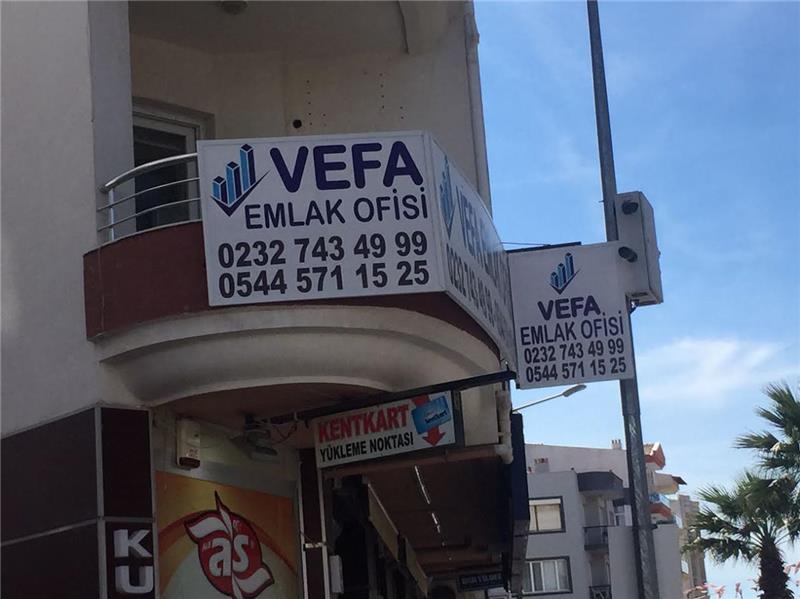 VEFA
EMLAK OFİSİ
0232 743 49 99
0544 571 15 25
VEFA
EMLAK OFİSİ
0232 743 49 99
0544 571 15 25
KENTKART
YÜKLEME NOKTASI
as
KU